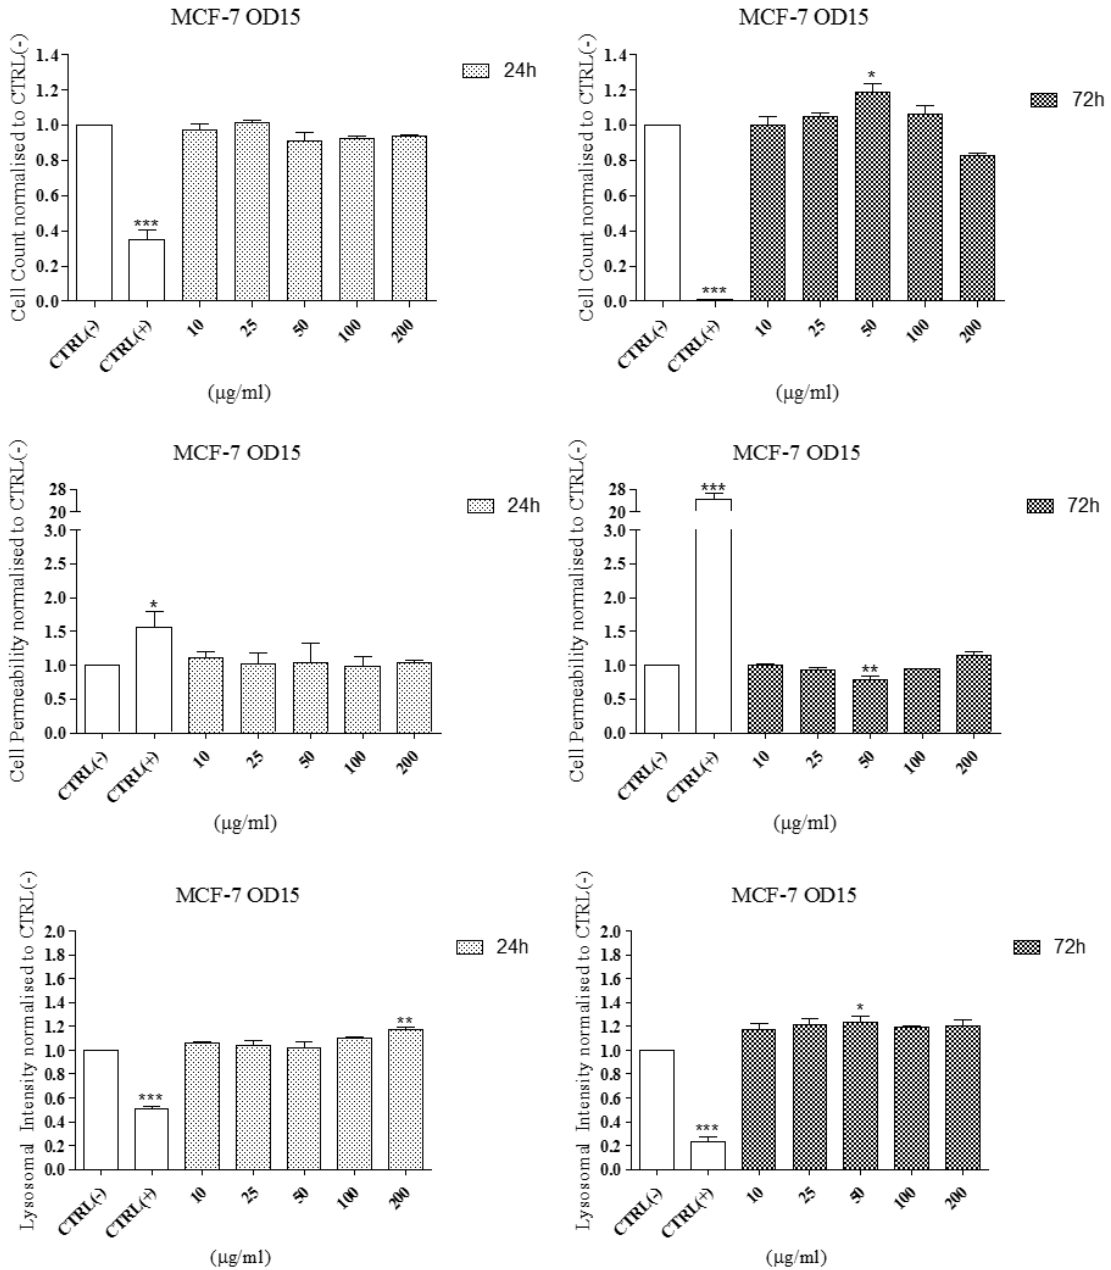 MCF-7 OD15
Cell Count normalised to CTRL(-)
1.4
1.2
1.0
0.8
0.6
0.4
0.2
0.0
***
24h
CTRL(-) CTRL(+) 10 25 50 100 200
(µg/ml)
MCF-7 OD15
Cell Count normalised to CTRL(-)
1.4
1.2
1.0
0.8
0.6
0.4
0.2
0.0
*
***
72h
CTRL(-) CTRL(+) 10 25 50 100 200
(µg/ml)
MCF-7 OD15
Cell Permeability normalised to CTRL(-)
28
20
3.0
2.5
2.0
1.5
1.0
0.5
0.0
*
24h
CTRL(-) CTRL(+) 10 25 50 100 200
(µg/ml)
MCF-7 OD15
Cell Permeability normalised to CTRL(-)
28
20
3.0
2.5
2.0
1.5
1.0
0.5
0.0
***
**
72h
CTRL(-) CTRL(+) 10 25 50 100 200
(µg/ml)
MCF-7 OD15
Lysosomal Intensity normalised to CTRL(-)
2.0
1.8
1.6
1.4
1.2
1.0
0.8
0.6
0.4
0.2
0.0
**
***
24h
CTRL(-) CTRL(+) 10 25 50 100 200
(µg/ml)
MCF-7 OD15
Lysosomal Intensity normalised to CTRL(-)
2.0
1.8
1.6
1.4
1.2
1.0
0.8
0.6
0.4
0.2
0.0
*
***
72h
CTRL(-) CTRL(+) 10 25 50 100 200
(µg/ml)